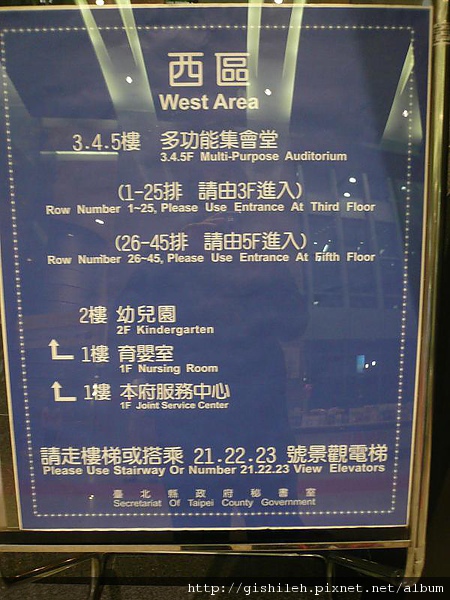 西區
West Area
3.4.5樓 多功能集會堂
3.4.5F Multi-Purpose Auditorium
(1-25排 請由3F進入)
Row Number 1~25, Please Use Entrance At Third Floor
(26-45排 請由5F進入)
Row Number 26~45, Please Use Entrance At Fifth Floor
2樓 幼兒園
2F Kindergarten
1樓 育嬰室
1F Nursing Room
1樓 本府服務中心
1F Joint Service Center
請走樓梯或搭乘 21.22.23 號景觀電梯
Please Use Stairway Or Number 21.22.23 View Elevators
臺北縣政府秘書室
Secretariat Of Taipei County Government
http://gishileh.pixnet.net/album